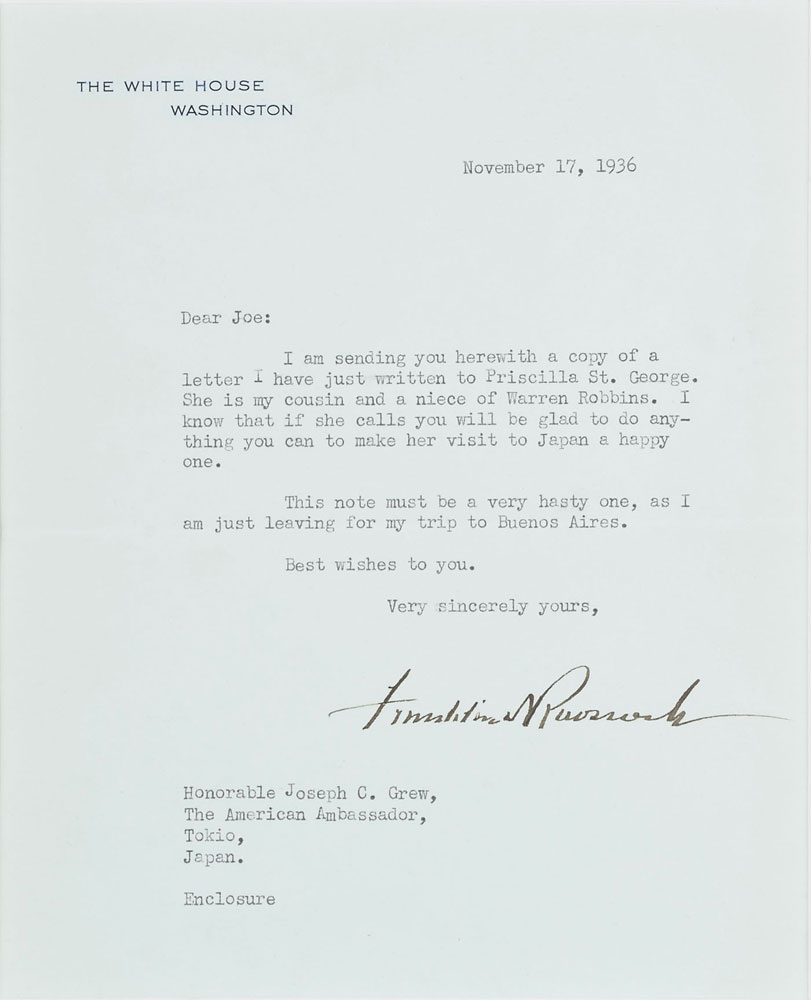 THE WHITE HOUSE
WASHINGTON
November 17, 1936
Dear Joe:
I am sending you herewith a copy of a
letter I have just written to Priscilla St. George.
She is my cousin and a niece of Warren Robbins. I
know that if she calls you will be glad to do any-
thing you can to make her visit to Japan a happy
one.
This note must be a very hasty one, as I
am just leaving for my trip to Buenos Aires.
Best wishes to you.
Very sincerely yours,
Franklin D Roosevelt
Honorable Joseph C. Grew,
The American Ambassador,
Tokio,
Japan.
Enclosure